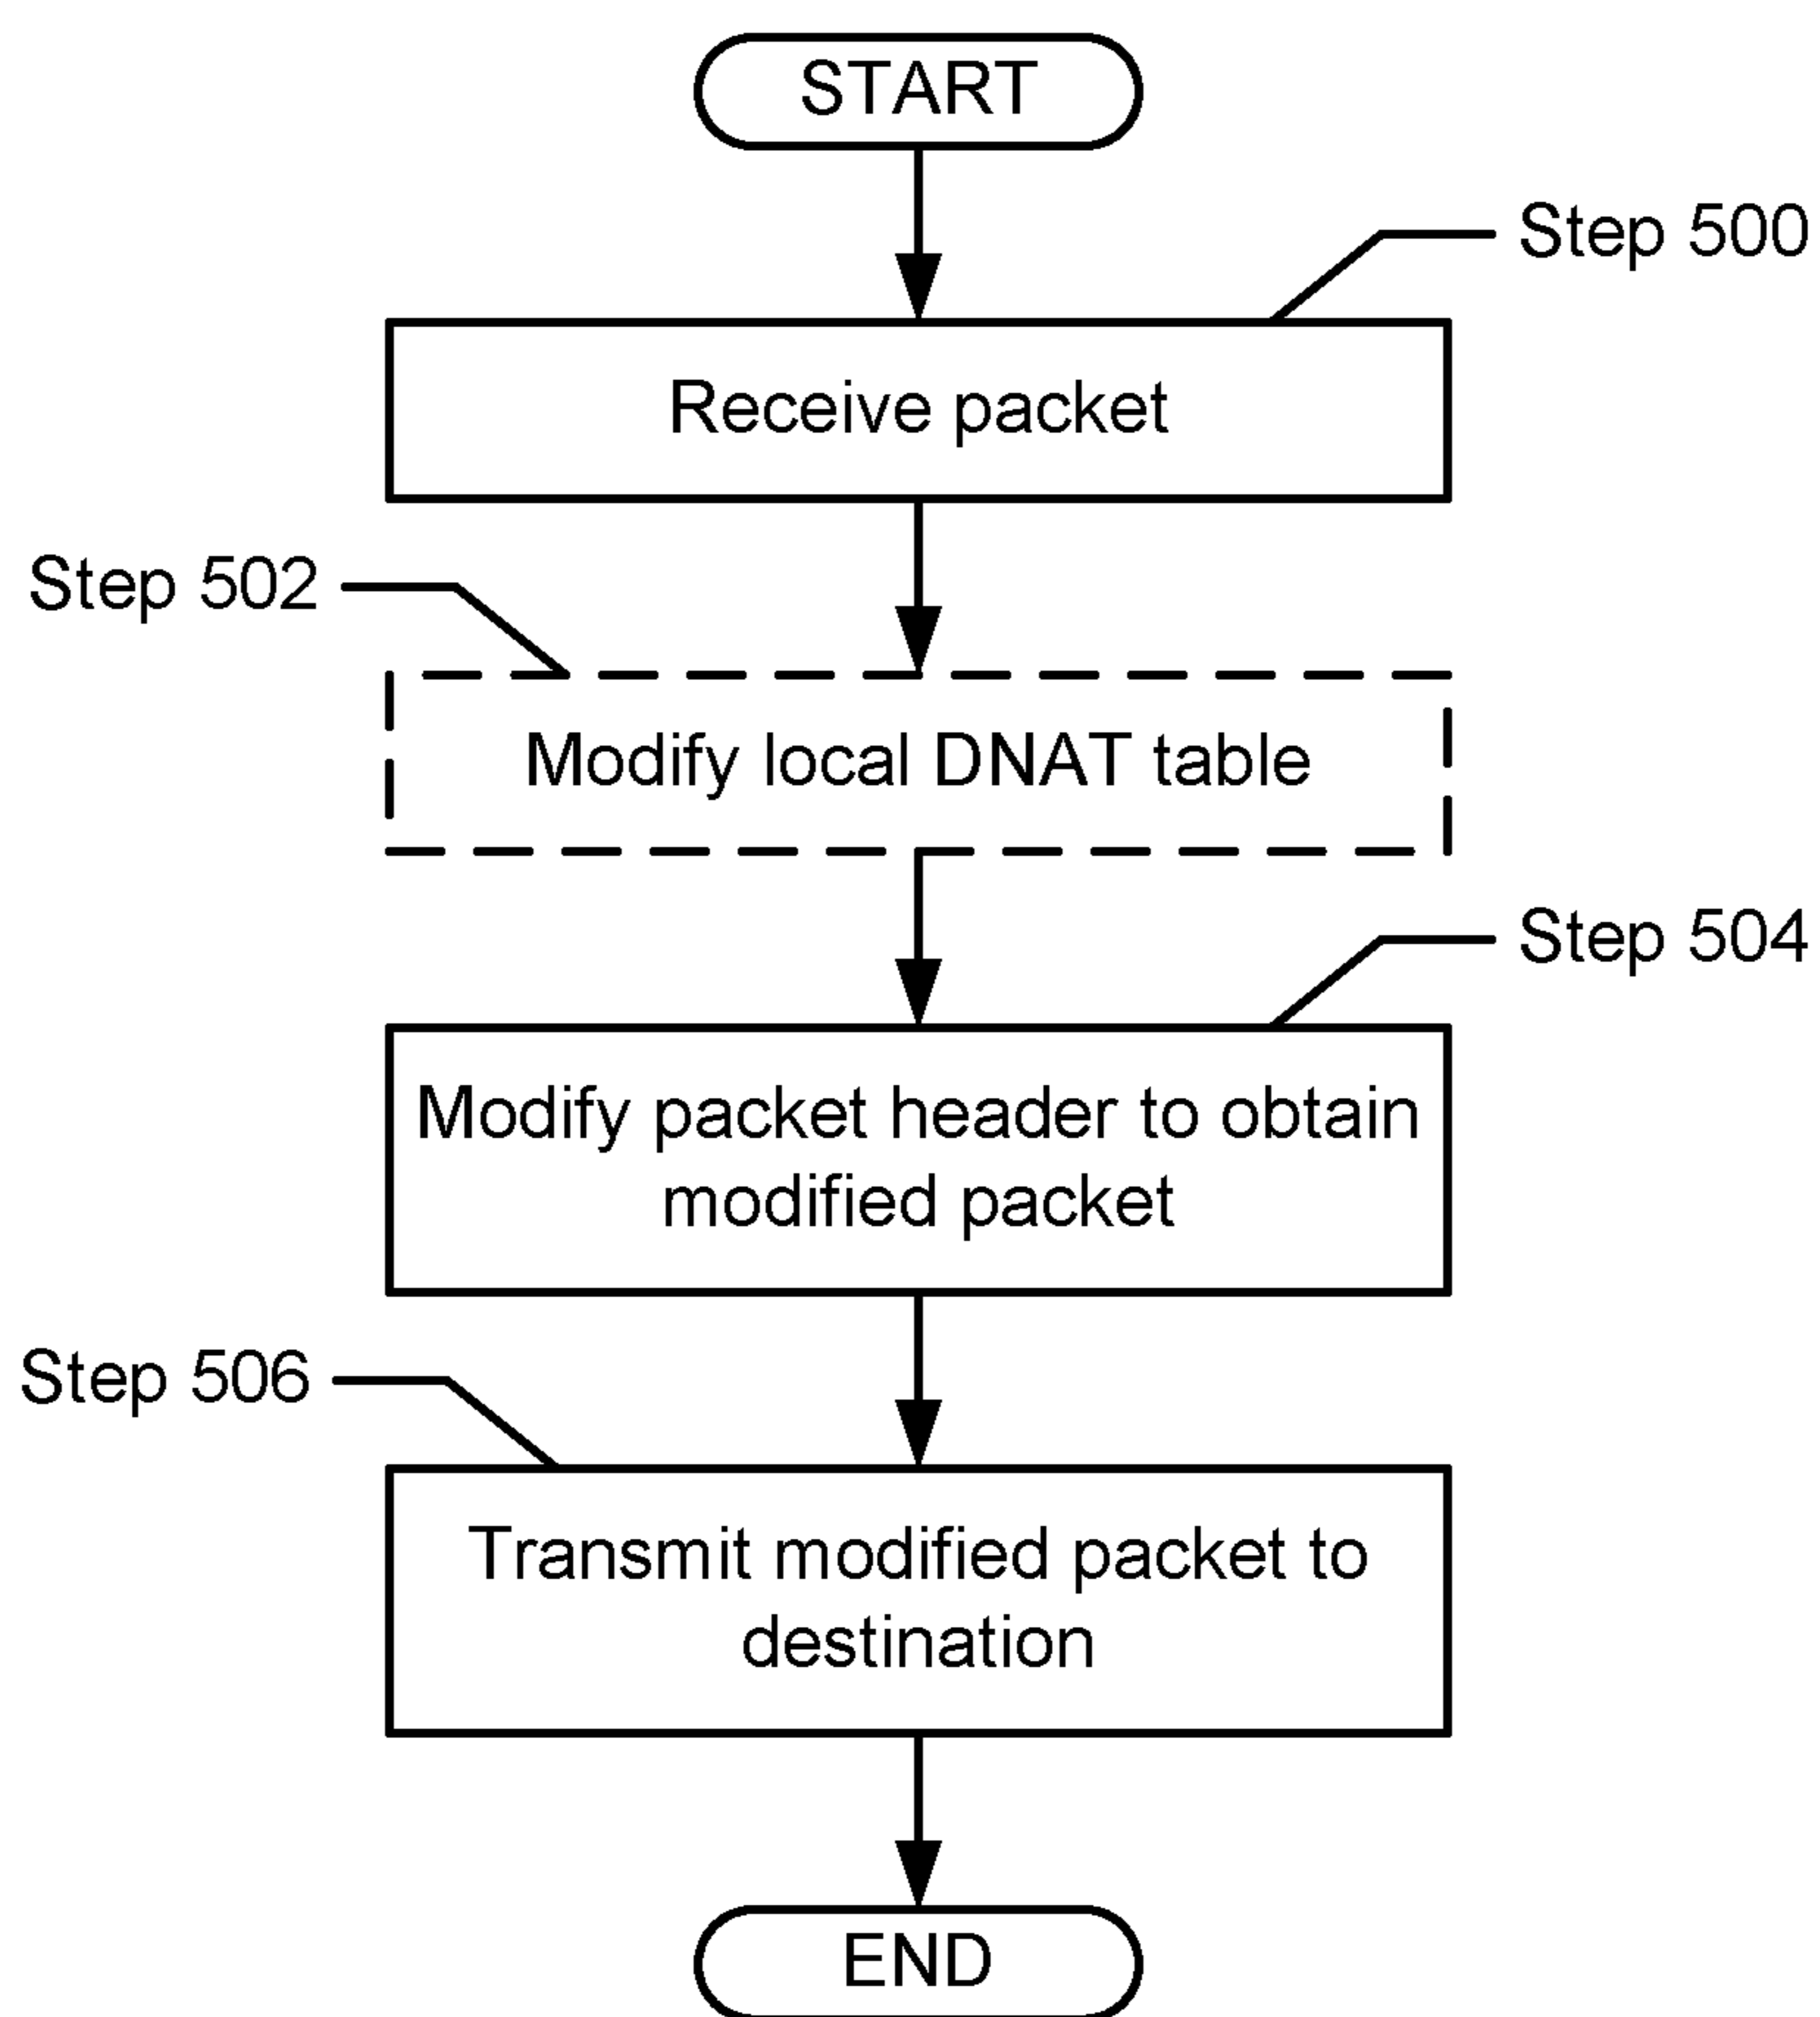 START
Step 500
Receive packet
Step 502
Modify local DNAT table
Step 504
Modify packet header to obtain
modified packet
Step 506
Transmit modified packet to
destination
END